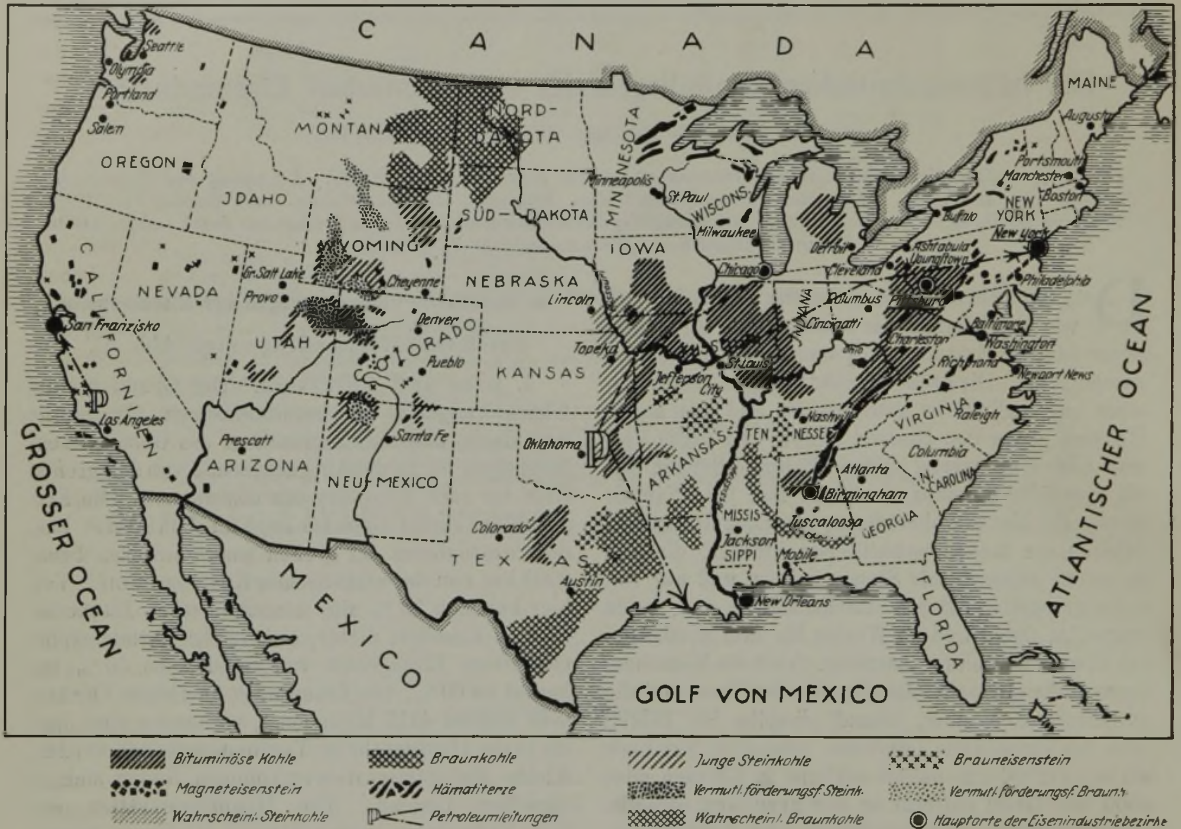 C A N A D A
Seattle
Olympia
Portland
Salem
OREGON
MONTANA
NORD-
DAKOTA
MINNESOTA
MAINE
Augusta
JDAHO
SÜD-DAKOTA
Minneapolis
St.Paul
WISCONS-
Milwaukee
Portsmouth
Manchester
Boston
NEW
YORK
Buffalo
New York
WYOMING
IOWA
Detroit
Chicago
Cleveland
Ashtabula
Youngstown
Pittsburg
Philadelphia
CALIFORNIEN
NEVADA
Gr.Salt Lake
Provo
Cheyenne
NEBRASKA
Lincoln
INDIANA
Columbus
Cincinatti
OHIO
Charleston
Baltimore
Washington
Richmond
Newport News
San Franzisko
UTAH
Denver
COLORADO
Pueblo
Topeka
KANSAS
MISSOURI
St.Louis
Jefferson
City
Los Angeles
Prescott
ARIZONA
Santa Fe
NEU-MEXICO
Oklahoma
ARKANSAS
TEN
NESSEE
Nashville
VIRGINIA
Raleigh
Columbia
N.
CAROLINA
Atlanta
Birmingham
Tuscaloosa
GEORGIA
MISSIS
Jackson
SIPPI
Mobile
Colorado
TEXAS
Austin
New Orleans
FLORIDA
GROSSER OCEAN
MEXICO
GOLF VON MEXICO
ATLANTISCHER OCEAN
Bituminöse Kohle Braunkohle Junge Steinkohle Brauneisenstein
Magneteisenstein Hämatiterze Vermutl.förderungsf.Steink. Vermutl.förderungsf.Braunk.
Wahrscheinl.Steinkohle Petroleumleitungen Wahrscheinl.Braunkohle Hauptorte der Eisenindustriebezirke